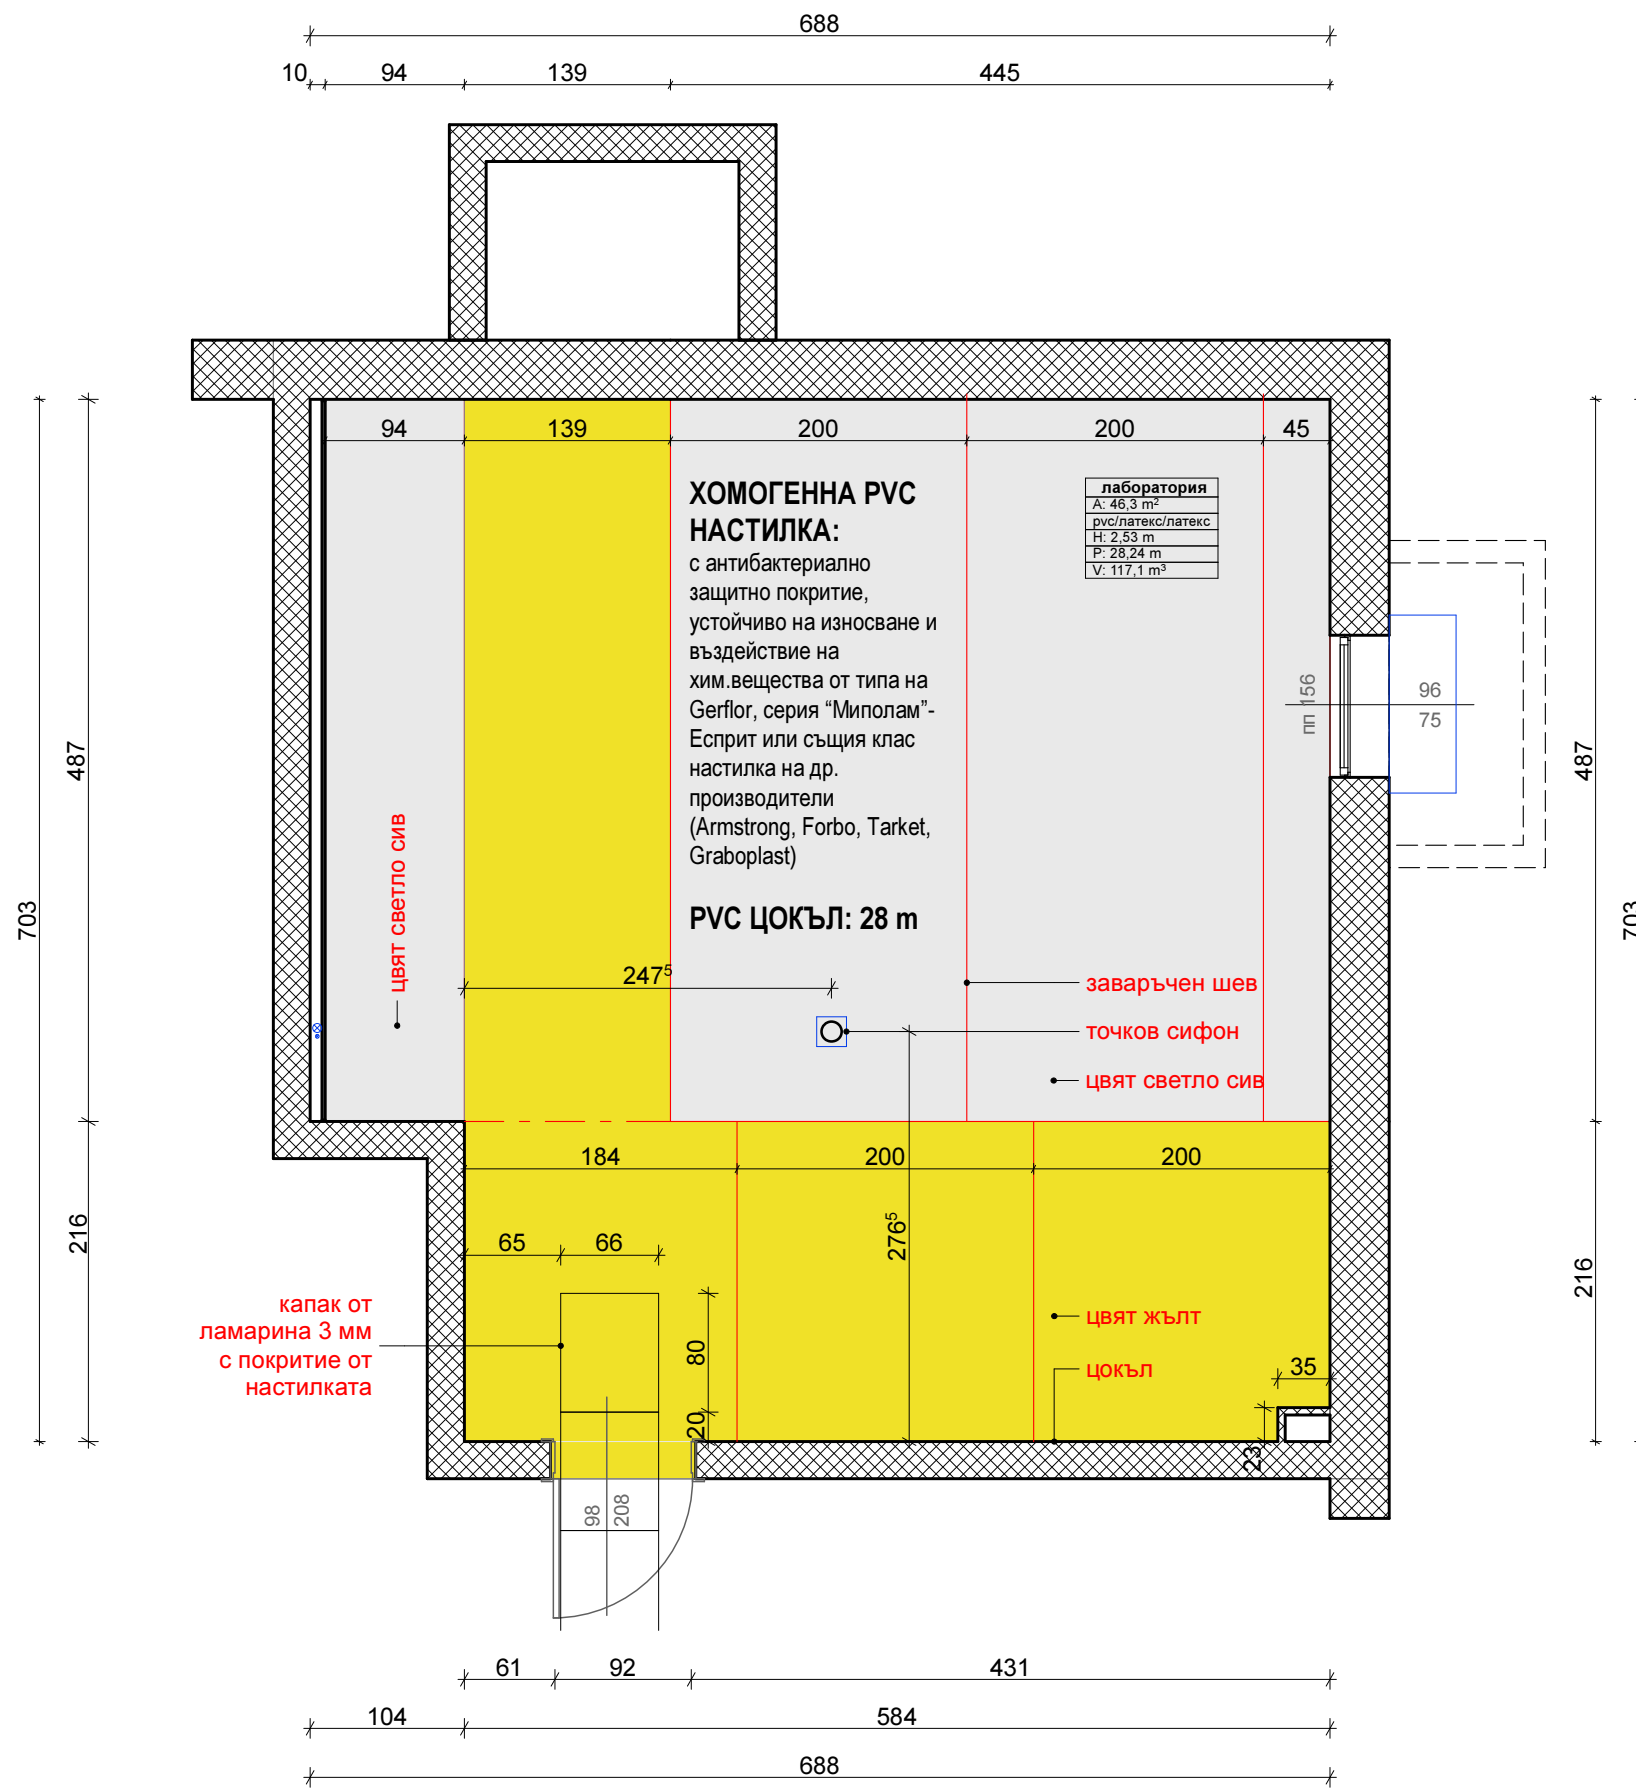 688
10 94 139 445
94 139 200 200 45
ХОМОГЕННА PVC
НАСТИЛКА:
с антибактериално
защитно покритие,
устойчиво на износване и
въздействие на
хим.вещества от типа на
Gerflor, серия “Миполам”-
Есприт или същия клас
настилка на др.
производители
(Armstrong, Forbo, Tarket,
Graboplast)
PVC ЦОКЪЛ: 28 m
лаборатория
A: 46,3 m²
pvc/латекс/латекс
H: 2,53 m
P: 28,24 m
V: 117,1 m³
пп 156
96
75
487
487
703
703
цвят светло сив
247⁵
заваръчен шев
точков сифон
цвят светло сив
184 200 200
216
216
276⁵
65 66
капак от
ламарина 3 мм
с покритие от
настилката
80
20
цвят жълт
цокъл
35
23
98
208
61 92 431
104 584
688